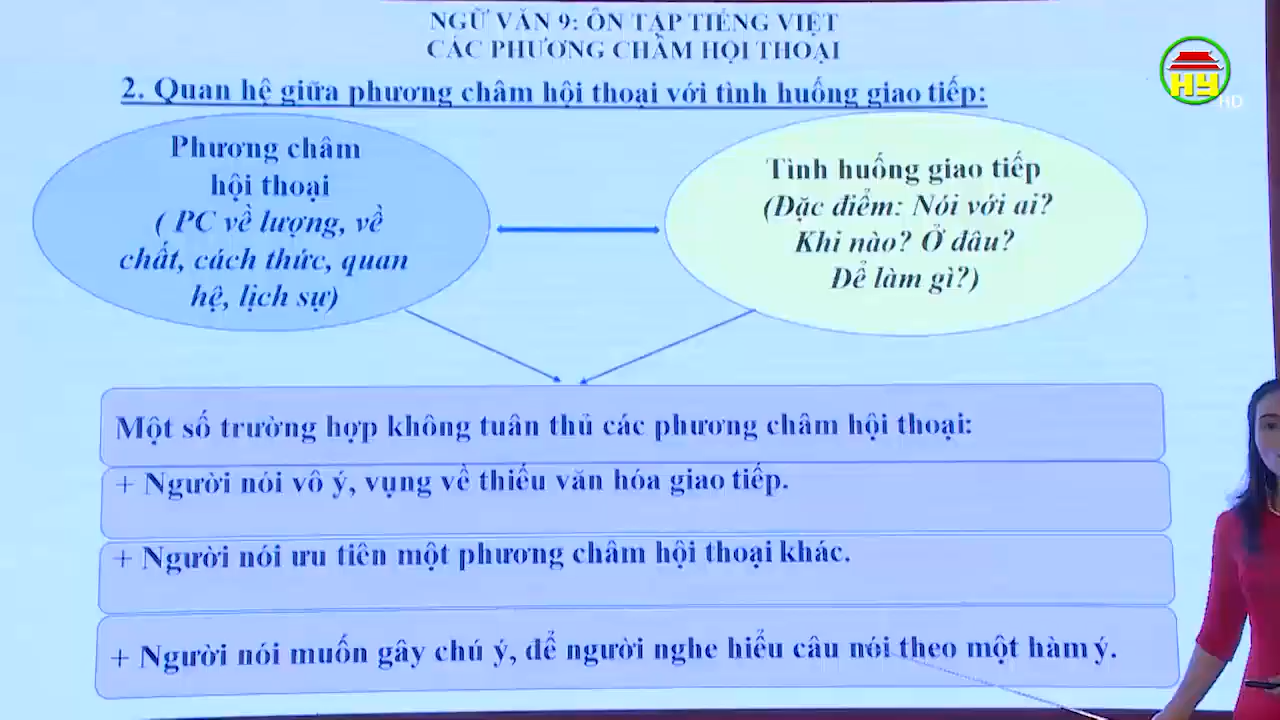 NGỮ VĂN 9: ÔN TẬP TIẾNG VIỆT
CÁC PHƯƠNG CHÂM HỘI THOẠI
2. Quan hệ giữa phương châm hội thoại với tình huống giao tiếp:
Phương châm
hội thoại
( PC về lượng, về
chất, cách thức, quan
hệ, lịch sự)
Tình huống giao tiếp
(Đặc điểm: Nói với ai?
Khi nào? Ở đâu?
Để làm gì?)
Một số trường hợp không tuân thủ các phương châm hội thoại:
+ Người nói vô ý, vụng về thiếu văn hóa giao tiếp.
+ Người nói ưu tiên một phương châm hội thoại khác.
+ Người nói muốn gây chú ý, để người nghe hiểu câu nói theo một hàm ý.
HY
HD